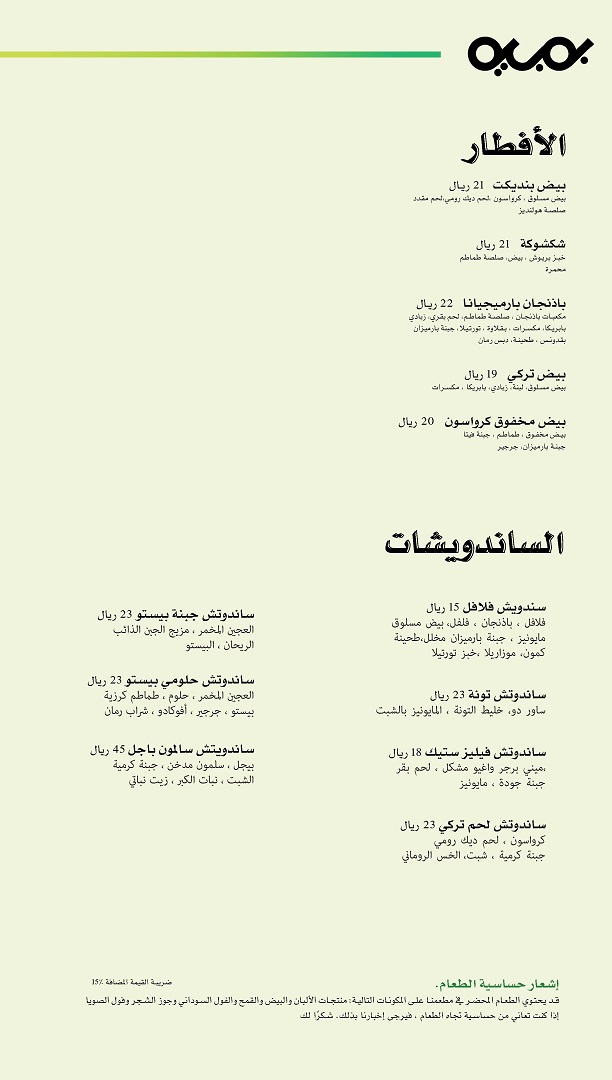 بمبيو
الأفطار
بيض بنديكت 21 ريال
بيض مسلوق ، كرواسون ،لحم ديك رومي،لحم مقدد
صلصة هولنديز
شكشوكة 21 ريال
خبز بريوش ، بيض، صلصة طماطم
محمرة
باذنجان بارميجيانا 22 ريال
مكعبات باذنجان ، صلصة طماطم، لحم بقري، زبادي
بابريكا، مكسرات ، بقلاوة ، تورتيلا، جبنة بارميزان
بقدونس ، طحينة، دبس رمان
بيض تركي 19 ريال
بيض مسلوق، لبنة، زبادي، بابريكا ، مكسرات
بيض مخفوق كرواسون 20 ريال
بيض مخفوق ، طماطم ، جبنة فيتا
جبنة بارميزان، جرجير
الساندويشات
سندويش فلافل 15 ريال
فلافل ، باذنجان ، فلفل، بيض مسلوق
مايونيز ، جبنة بارميزان مخلل،طحينة
كمون، موزاريلا ،خبز تورتيلا
ساندوتش تونة 23 ريال
ساور دو، خليط التونة ، المايونيز بالشبت
ساندوتش فيليز ستيك 18 ريال
،ميني برجر واغيو مشكل ، لحم بقر
جبنة جودة ، مايونيز
ساندوتش لحم تركي 23 ريال
كرواسون ، لحم ديك رومي
جبنة كرمية ، شبت، الخس الروماني
ساندوتش جبنة بيستو 23 ريال
العجين المخمر ، مزيج الجبن الذائب
الريحان ، البيستو
ساندوتش حلومي بيستو 23 ريال
العجين المخمر ، حلوم ، طماطم كرزية
بيستو ، جرجير ، أفوكادو ، شراب رمان
ساندويتش سالمون باجل 45 ريال
بيجل ، سلمون مدخن ، جبنة كرمية
الشبت ، نبات الكبر ، زيت نباتي
إشعار حساسية الطعام.
قد يحتوي الطعام المحضر في مطعمنا على المكونات التالية: منتجات الألبان والبيض والقمح والفول السوداني وجوز الشجر وفول الصويا
إذا كنت تعاني من حساسية تجاه الطعام ، فيرجى إخبارنا بذلك. شكرًا لك
ضريبة القيمة المضافة ٪15